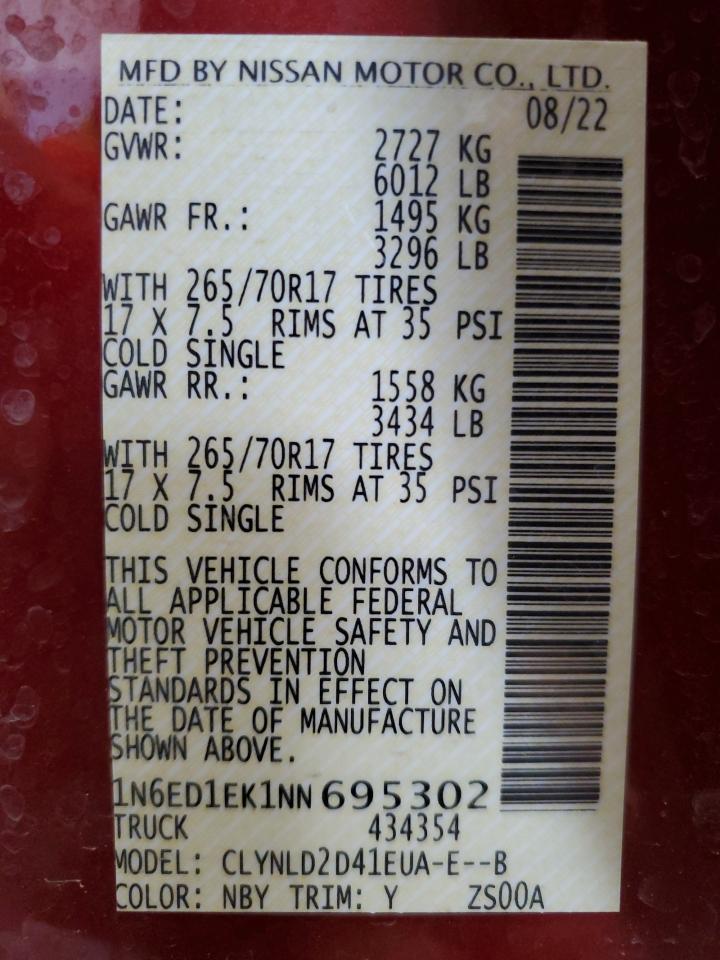 MFD BY NISSAN MOTOR CO., LTD.
DATE: 08/22
GVWR: 2727 KG
6012 LB
GAWR FR.: 1495 KG
3296 LB
WITH 265/70R17 TIRES
17 X 7.5 RIMS AT 35 PSI
COLD SINGLE
GAWR RR.: 1558 KG
3434 LB
WITH 265/70R17 TIRES
17 X 7.5 RIMS AT 35 PSI
COLD SINGLE
THIS VEHICLE CONFORMS TO
ALL APPLICABLE FEDERAL
MOTOR VEHICLE SAFETY AND
THEFT PREVENTION
STANDARDS IN EFFECT ON
THE DATE OF MANUFACTURE
SHOWN ABOVE.
1N6ED1EK1NN695302
TRUCK 434354
MODEL: CLYNLD2D41EUA-E--B
COLOR: NBY TRIM: Y ZS00A